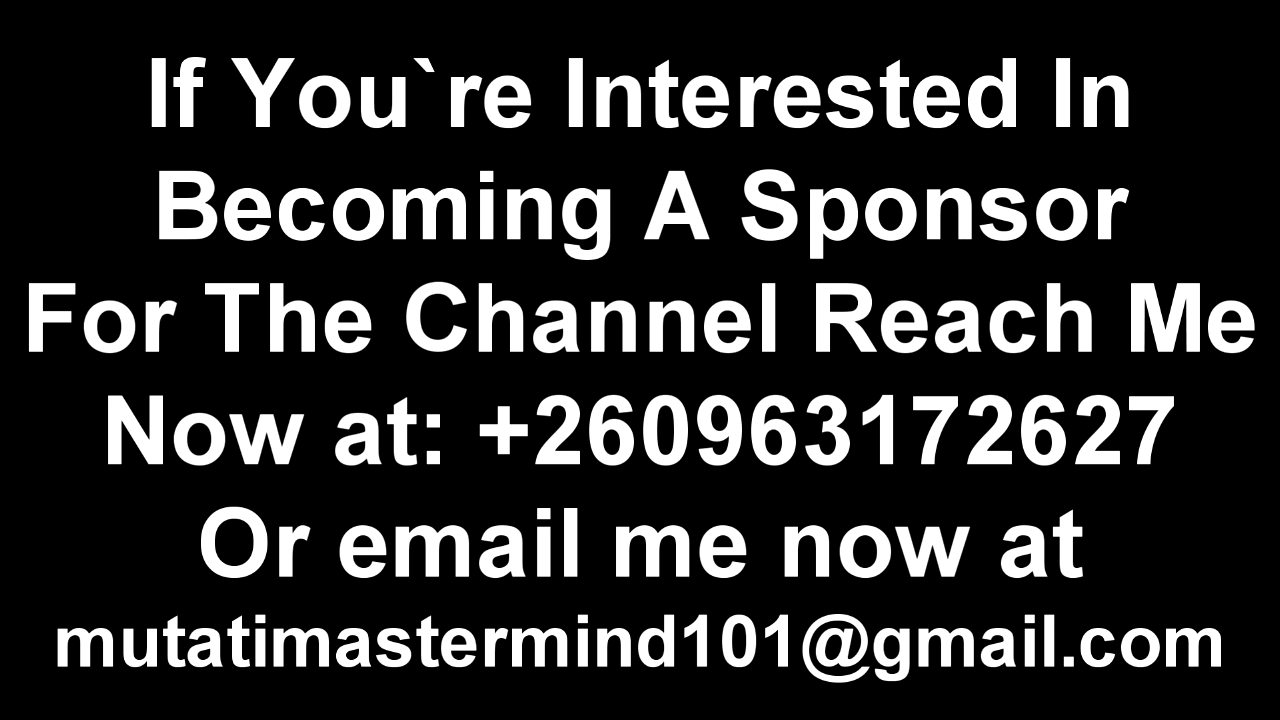 If You`re Interested In
Becoming A Sponsor
For The Channel Reach Me
Now at: +260963172627
Or email me now at
mutatimastermind101@gmail.com